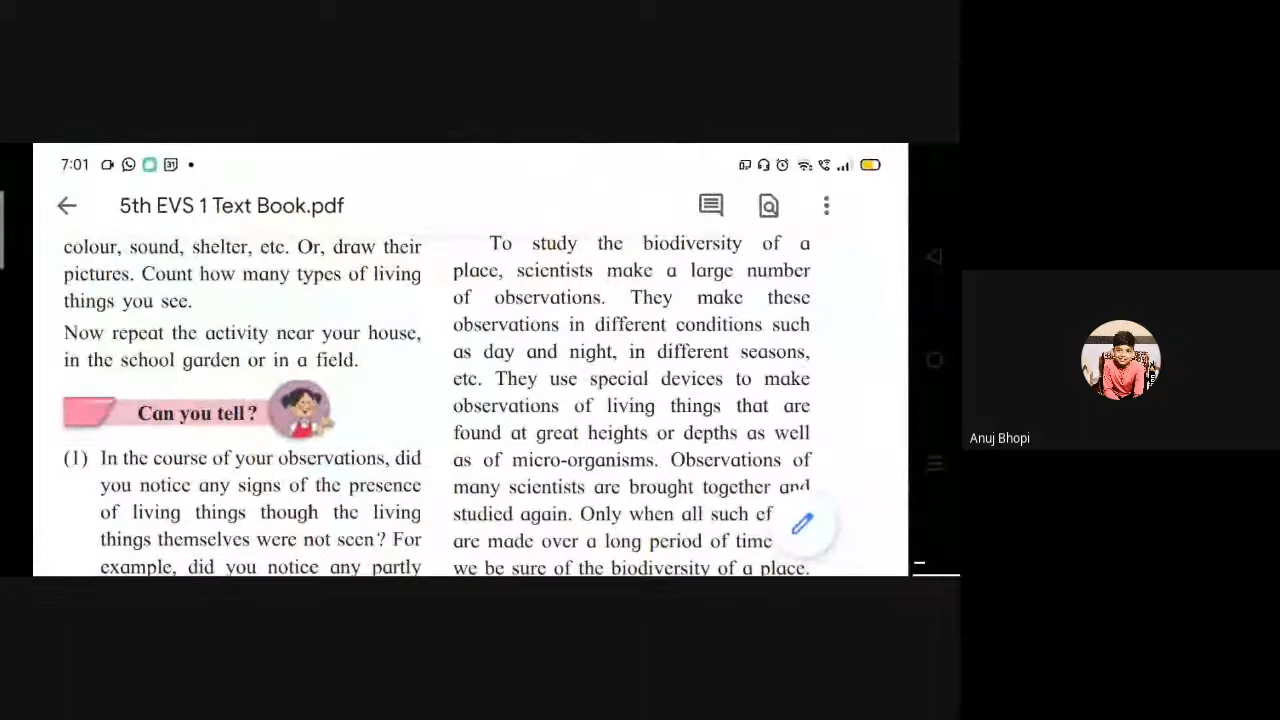 7:01
31
5th EVS 1 Text Book.pdf
colour, sound, shelter, etc. Or, draw their
pictures. Count how many types of living
things you see.
Now repeat the activity near your house,
in the school garden or in a field.
Can you tell?
(1) In the course of your observations, did
you notice any signs of the presence
of living things though the living
things themselves were not seen? For
example, did you notice any partly
To study the biodiversity of a
place, scientists make a large number
of observations. They make these
observations in different conditions such
as day and night, in different seasons,
etc. They use special devices to make
observations of living things that are
found at great heights or depths as well
as of micro-organisms. Observations of
many scientists are brought together and
studied again. Only when all such ef
are made over a long period of time
we be sure of the biodiversity of a place.
Anuj Bhopi